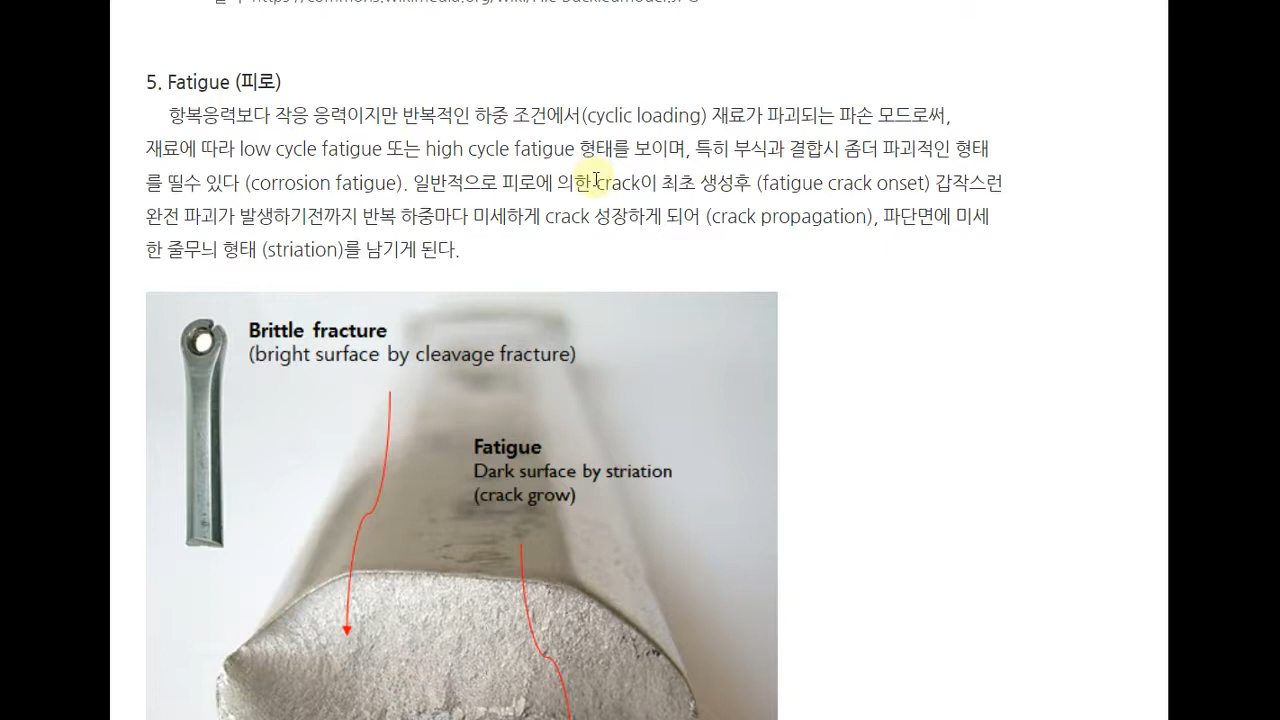 5. Fatigue (피로)
항복응력보다 작응 응력이지만 반복적인 하중 조건에서(cyclic loading) 재료가 파괴되는 파손 모드로써,
재료에 따라 low cycle fatigue 또는 high cycle fatigue 형태를 보이며, 특히 부식과 결합시 좀더 파괴적인 형태
를 띨수 있다 (corrosion fatigue). 일반적으로 피로에 의한 crack이 최초 생성후 (fatigue crack onset) 갑작스런
완전 파괴가 발생하기전까지 반복 하중마다 미세하게 crack 성장하게 되어 (crack propagation), 파단면에 미세
한 줄무늬 형태 (striation)를 남기게 된다.
Brittle fracture
(bright surface by cleavage fracture)
Fatigue
Dark surface by striation
(crack grow)